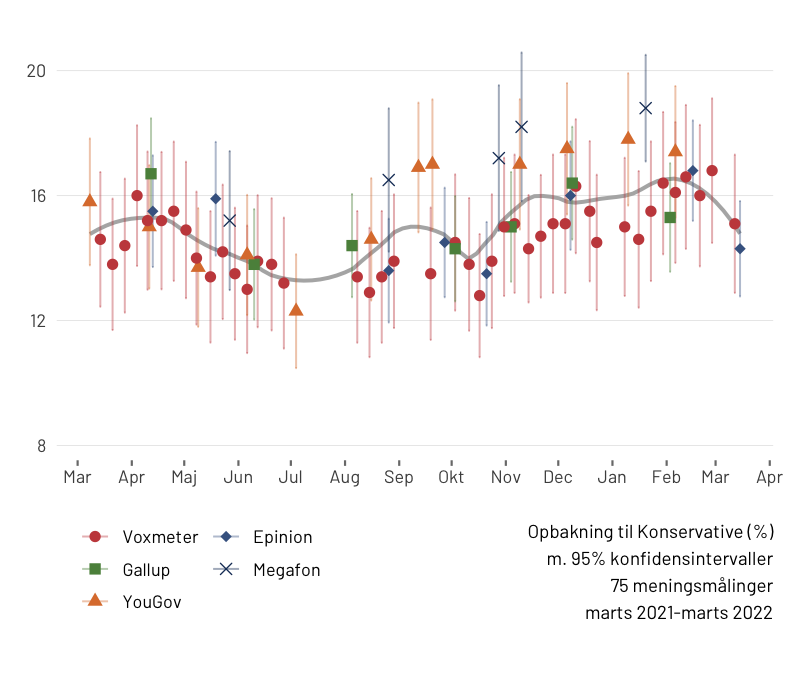 20
16
12
8
Mar Apr Maj Jun Jul Aug Sep Okt Nov Dec Jan Feb Mar Apr
Voxmeter Epinion
Gallup Megafon
YouGov
Opbakning til Konservative (%)
m. 95% konfidensintervaller
75 meningsmålinger
marts 2021-marts 2022